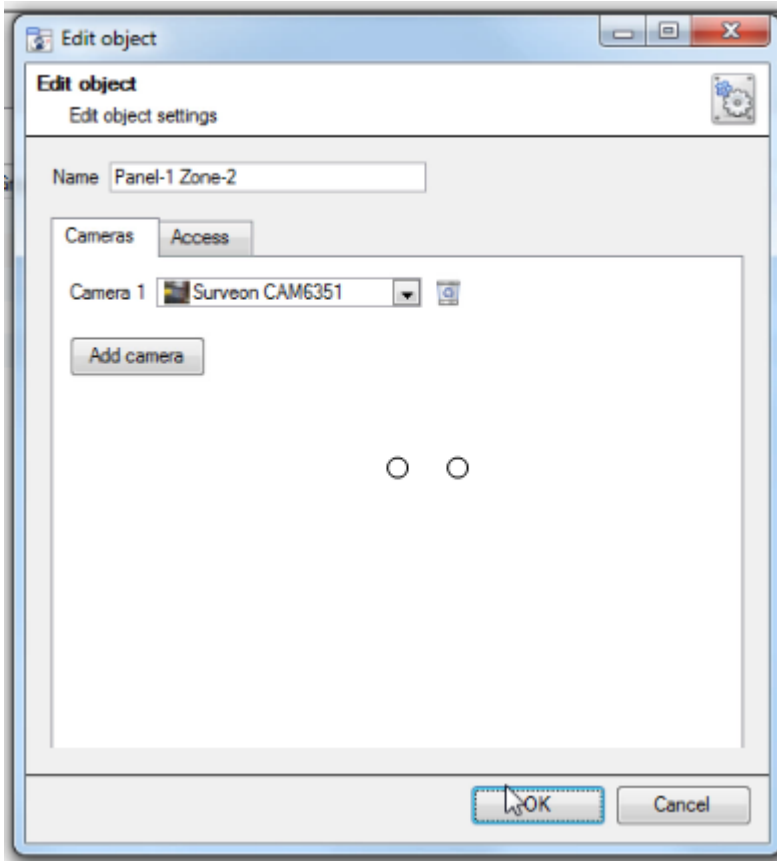 Edit object
Edit object
Edit object settings
Name Panel-1 Zone-2
Cameras Access
Camera 1 Surveon CAM6351
Add camera
OK Cancel